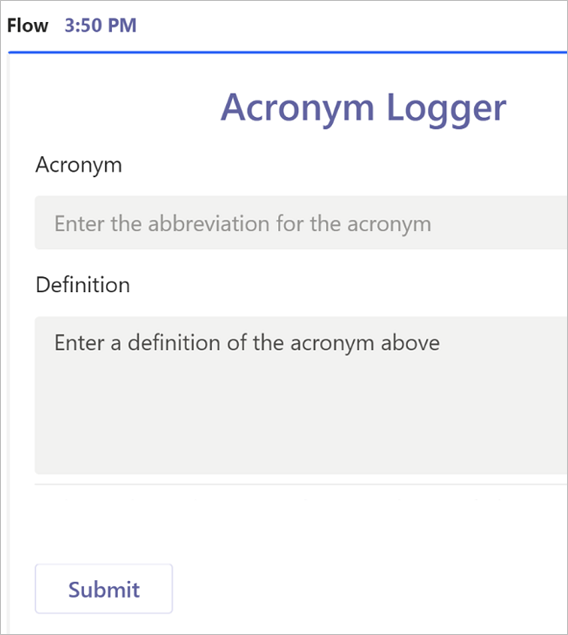 Flow 3:50 PM
Acronym Logger
Acronym
Enter the abbreviation for the acronym
Definition
Enter a definition of the acronym above
Submit